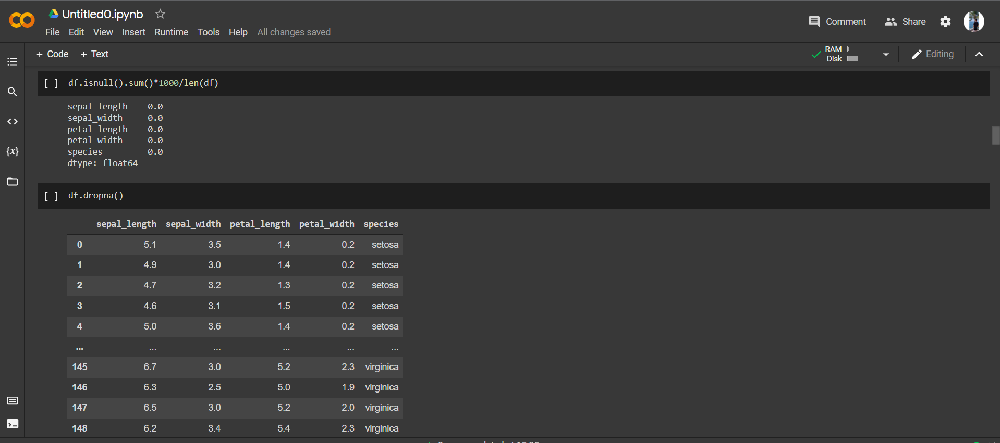 Untitled0.ipynb
File Edit View Insert Runtime Tools Help All changes saved
Comment Share
+ Code + Text
RAM
Disk
Editing
[ ] df.isnull().sum()*1000/len(df)
sepal_length 0.0
sepal_width 0.0
petal_length 0.0
petal_width 0.0
species 0.0
dtype: float64
{x}
[ ] df.dropna()
sepal_length sepal_width petal_length petal_width species
0 5.1 3.5 1.4 0.2 setosa
1 4.9 3.0 1.4 0.2 setosa
2 4.7 3.2 1.3 0.2 setosa
3 4.6 3.1 1.5 0.2 setosa
4 5.0 3.6 1.4 0.2 setosa
... ... ... ... ... ...
145 6.7 3.0 5.2 2.3 virginica
146 6.3 2.5 5.0 1.9 virginica
147 6.5 3.0 5.2 2.0 virginica
148 6.2 3.4 5.4 2.3 virginica